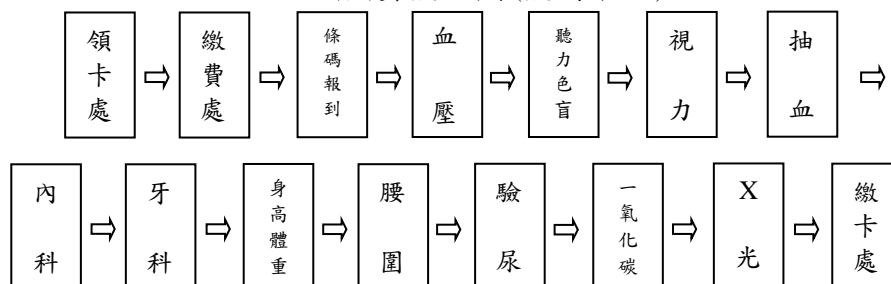 領卡處 繳費處 條碼報到 血壓 聽力色盲 視力 抽血
內科 牙科 身高體重 腰圍 驗尿 一氧化碳 X光 繳卡處